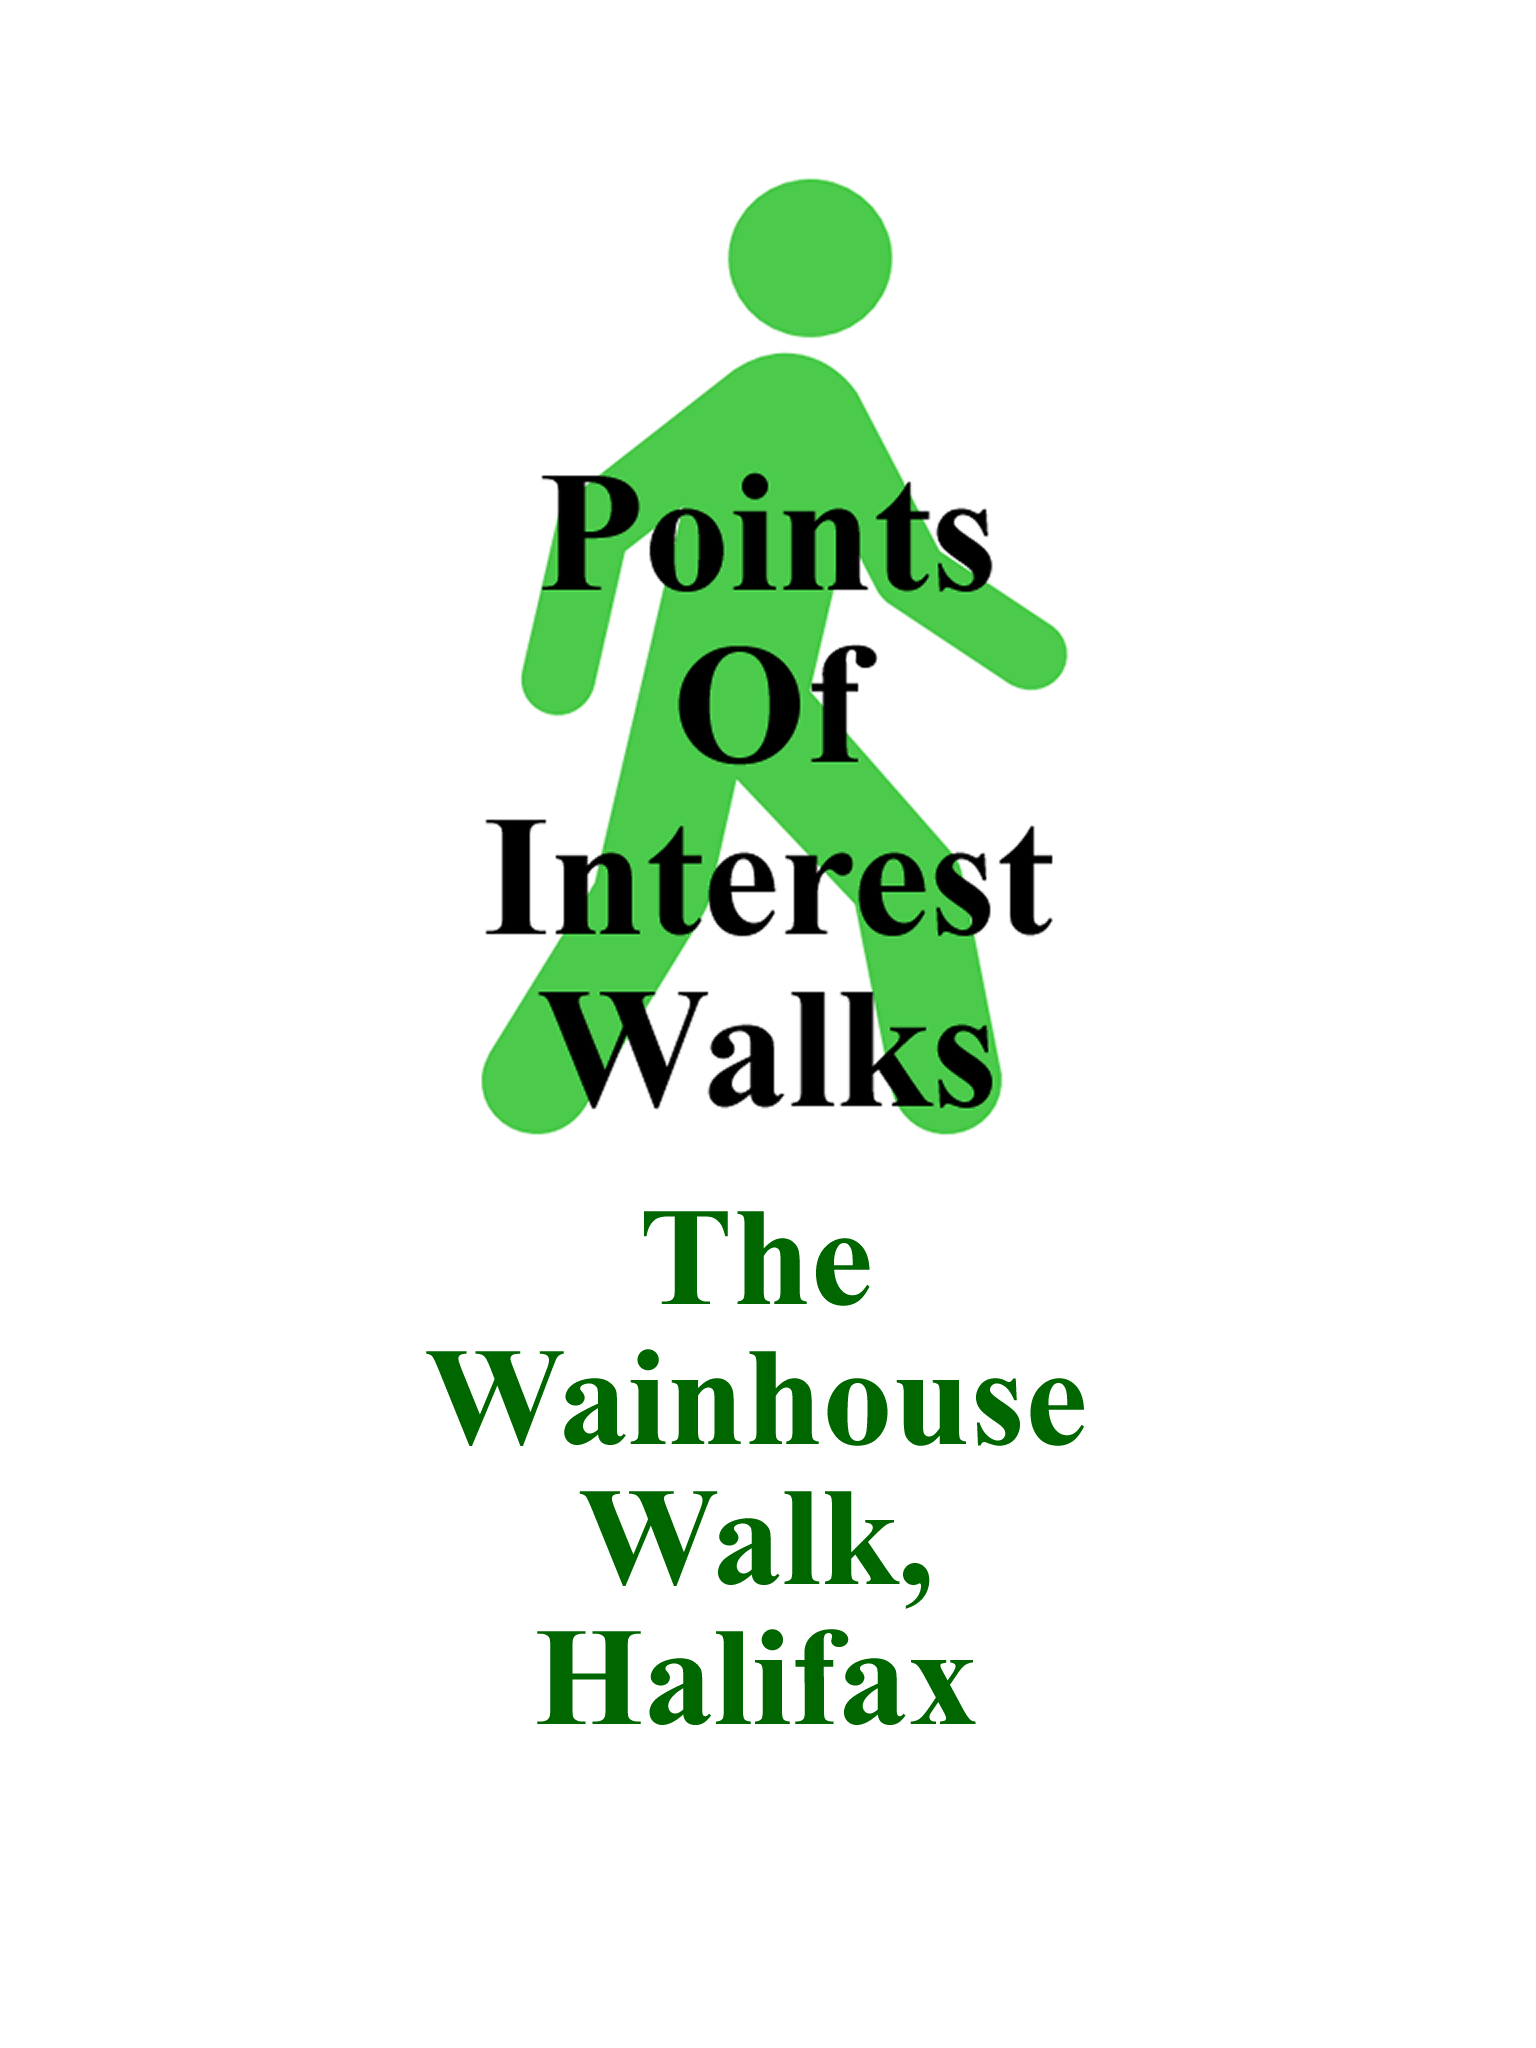 Points
Of
Interest
Walks
The
Wainhouse
Walk,
Halifax